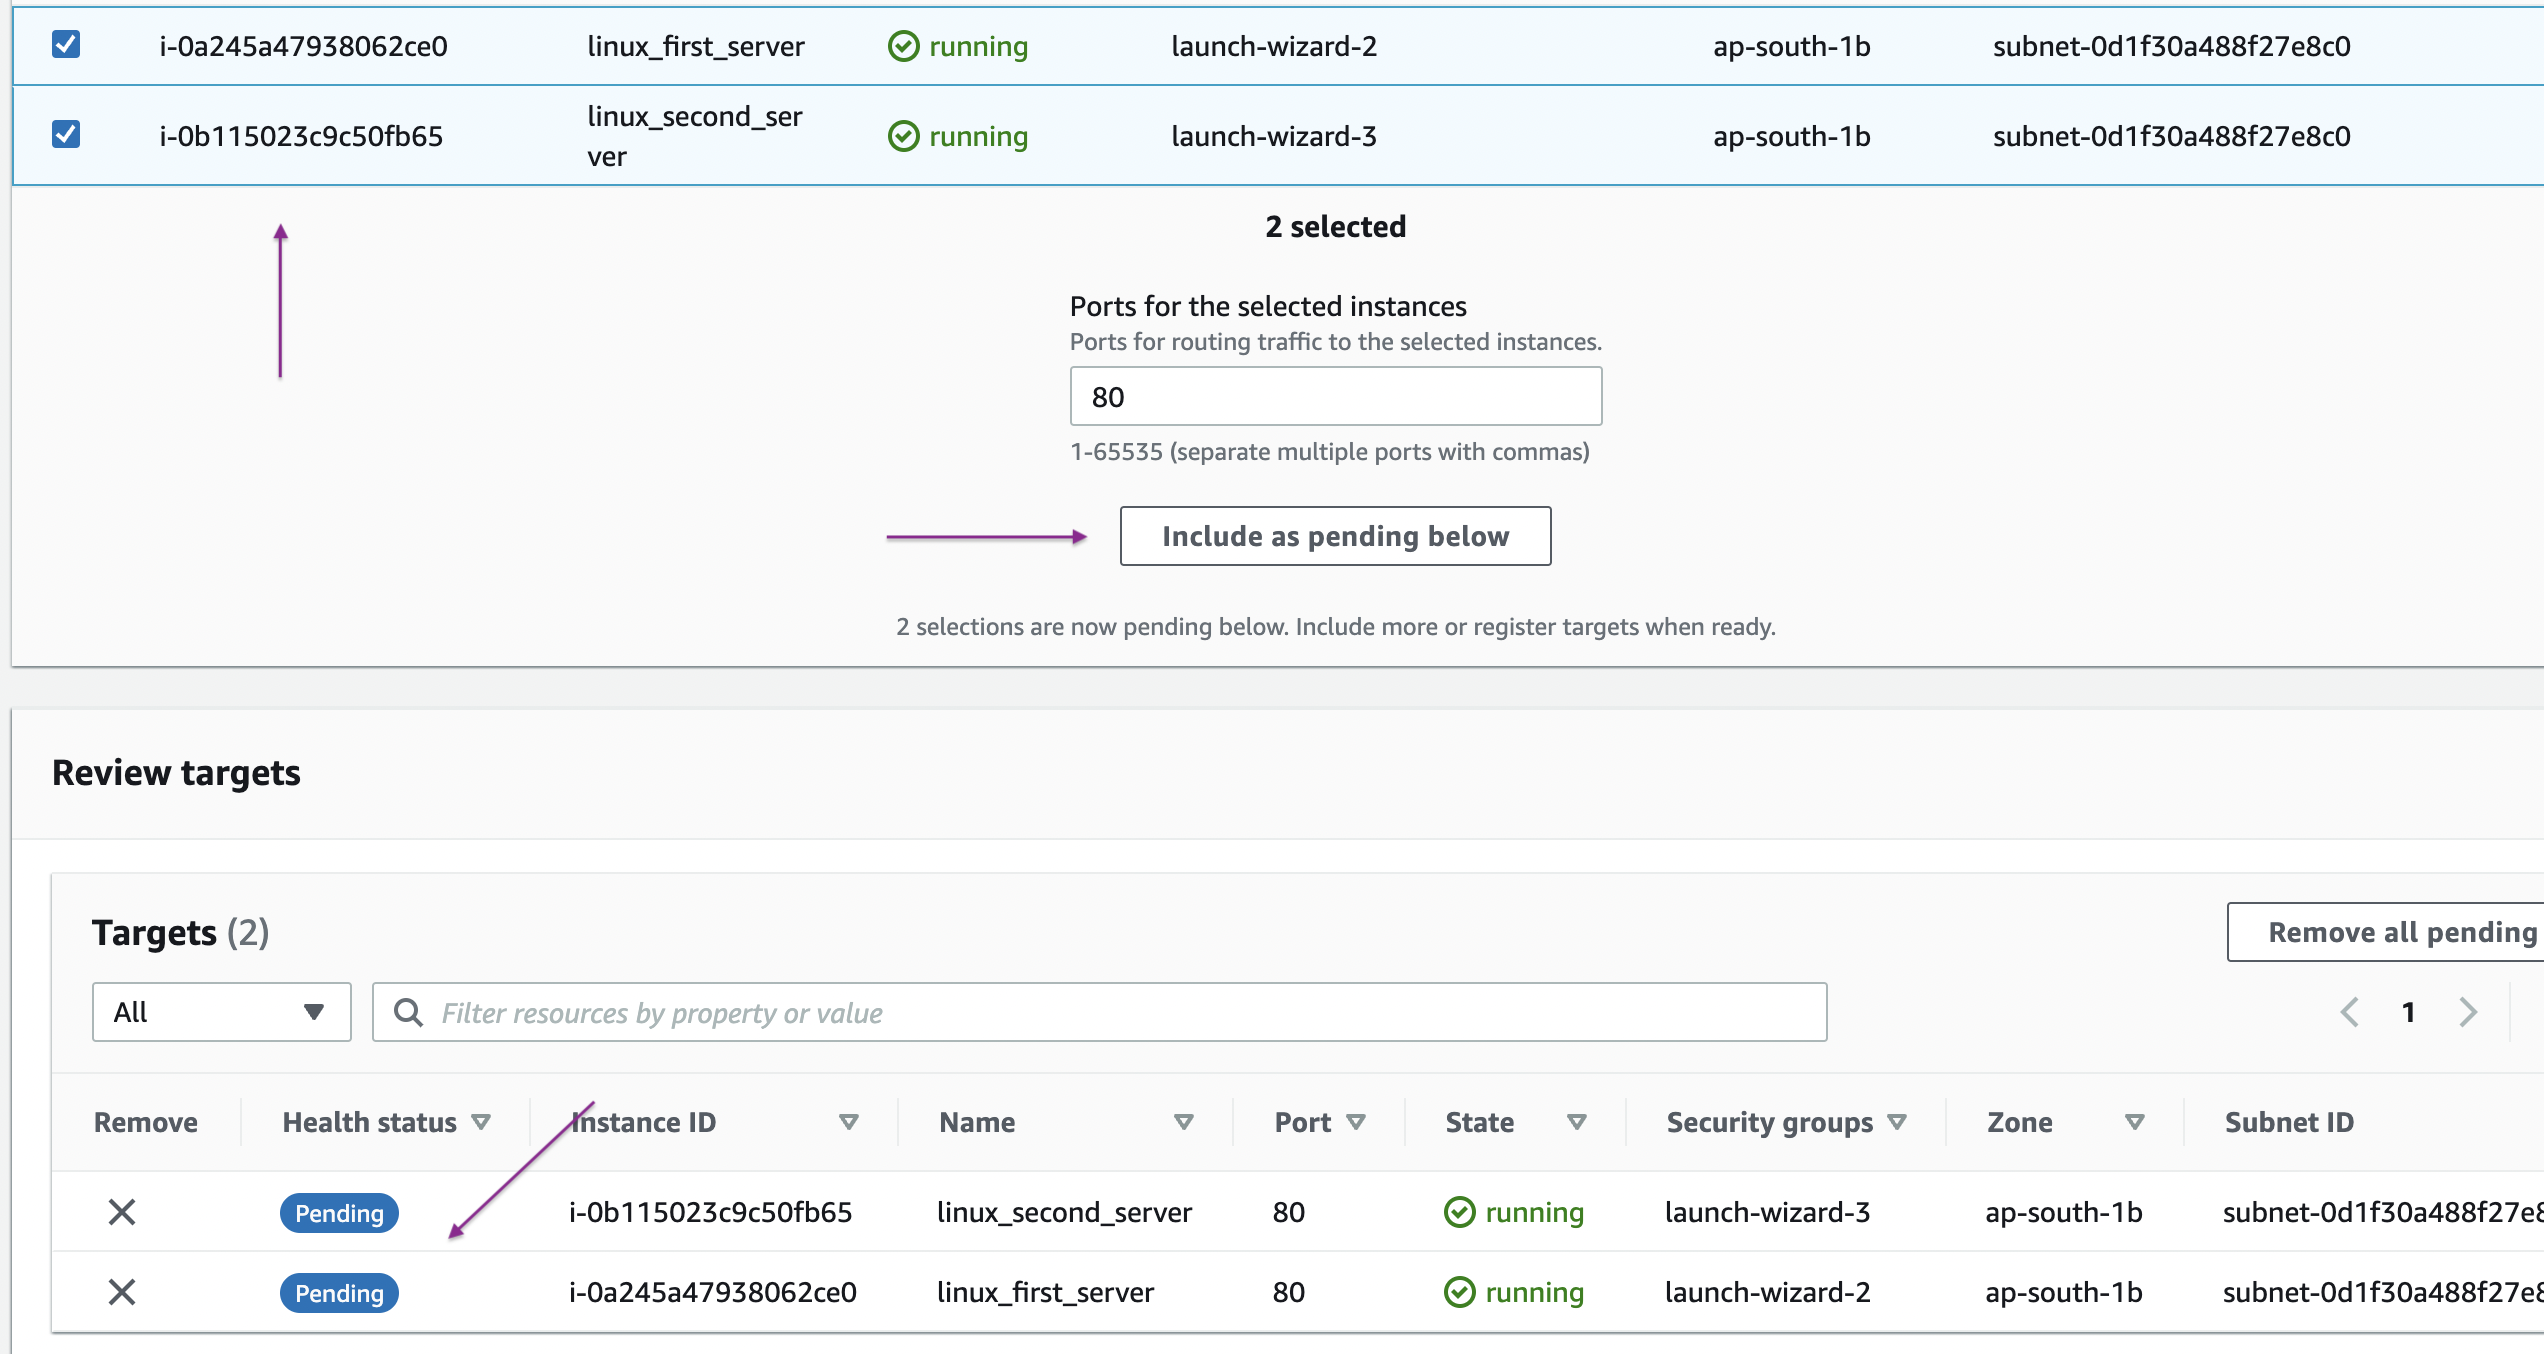 i-0a245a47938062ce0 linux_first_server running launch-wizard-2 ap-south-1b subnet-0d1f30a488f27e8c0
i-0b115023c9c50fb65 linux_second_ser running launch-wizard-3 ap-south-1b subnet-0d1f30a488f27e8c0
ver
2 selected
Ports for the selected instances
Ports for routing traffic to the selected instances.
80
1-65535 (separate multiple ports with commas)
Include as pending below
2 selections are now pending below. Include more or register targets when ready.
Review targets
Targets (2) Remove all pending
All Filter resources by property or value 1
Remove Health status Instance ID Name Port State Security groups Zone Subnet ID
Pending i-0b115023c9c50fb65 linux_second_server 80 running launch-wizard-3 ap-south-1b subnet-0d1f30a488f27e8
Pending i-0a245a47938062ce0 linux_first_server 80 running launch-wizard-2 ap-south-1b subnet-0d1f30a488f27e8